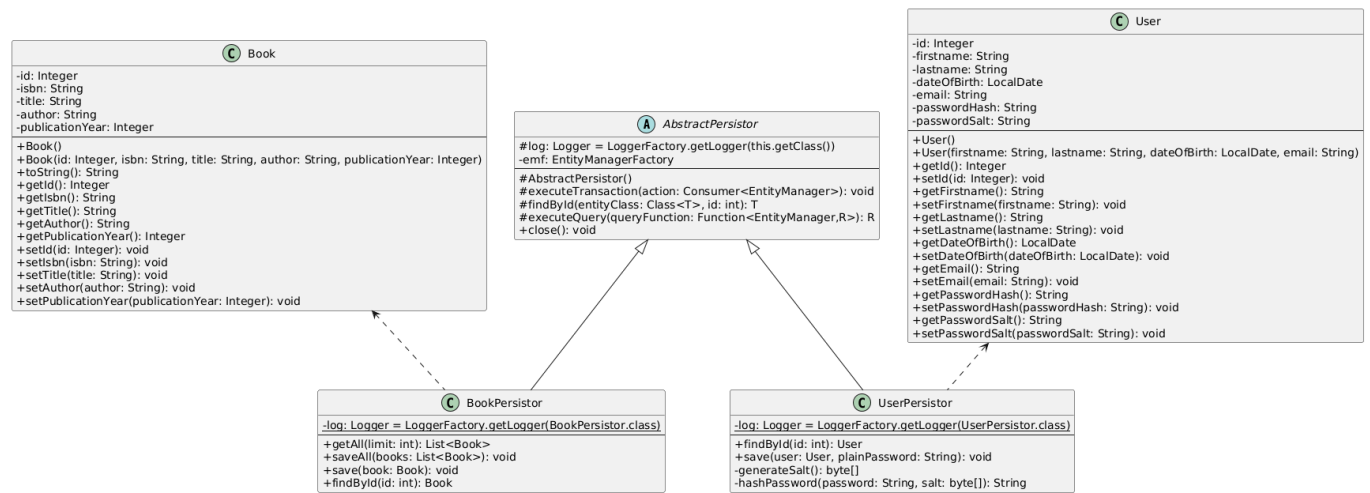 C Book
-id: Integer
-isbn: String
-title: String
-author: String
-publicationYear: Integer
+Book()
+Book(id: Integer, isbn: String, title: String, author: String, publicationYear: Integer)
+toString(): String
+getId(): Integer
+getIsbn(): String
+getTitle(): String
+getAuthor(): String
+getPublicationYear(): Integer
+setId(id: Integer): void
+setIsbn(isbn: String): void
+setTitle(title: String): void
+setAuthor(author: String): void
+setPublicationYear(publicationYear: Integer): void
A AbstractPersistor
#log: Logger = LoggerFactory.getLogger(this.getClass())
-emf: EntityManagerFactory
#AbstractPersistor()
#executeTransaction(action: Consumer<EntityManager>): void
#findById(entityClass: Class<T>, id: int): T
#executeQuery(queryFunction: Function<EntityManager,R>): R
+close(): void
C User
-id: Integer
-firstname: String
-lastname: String
-dateOfBirth: LocalDate
-email: String
-passwordHash: String
-passwordSalt: String
+User()
+User(firstname: String, lastname: String, dateOfBirth: LocalDate, email: String)
+getId(): Integer
+setId(id: Integer): void
+getFirstname(): String
+setFirstname(firstname: String): void
+getLastname(): String
+setLastname(lastname: String): void
+getDateOfBirth(): LocalDate
+setDateOfBirth(dateOfBirth: LocalDate): void
+getEmail(): String
+setEmail(email: String): void
+getPasswordHash(): String
+setPasswordHash(passwordHash: String): void
+getPasswordSalt(): String
+setPasswordSalt(passwordSalt: String): void
C BookPersistor
-log: Logger = LoggerFactory.getLogger(BookPersistor.class)
+getAll(limit: int): List<Book>
+saveAll(books: List<Book>): void
+save(book: Book): void
+findById(id: int): Book
C UserPersistor
-log: Logger = LoggerFactory.getLogger(UserPersistor.class)
+findById(id: int): User
+save(user: User, plainPassword: String): void
-generateSalt(): byte[]
-hashPassword(password: String, salt: byte[]): String